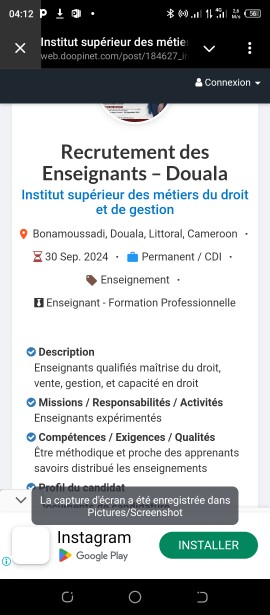 04:12
Institut supérieur des métie
web.doopinet.com/post/184627_i
Connexion
Recrutement des
Enseignants – Douala
Institut supérieur des métiers du droit
et de gestion
Bonamoussadi, Douala, Littoral, Cameroon ·
30 Sep. 2024 · Permanent / CDI ·
Enseignement ·
Enseignant - Formation Professionnelle
Description
Enseignants qualifiés maîtrise du droit,
vente, gestion, et capacité en droit
Missions / Responsabilités / Activités
Enseignants expérimentés
Compétences / Exigences / Qualités
Être méthodique et proche des apprenants
savoirs distribué les enseignements
Profil du candidat
La capture d'écran a été enregistrée dans
Pictures/Screenshot
Instagram
Google Play
INSTALLER